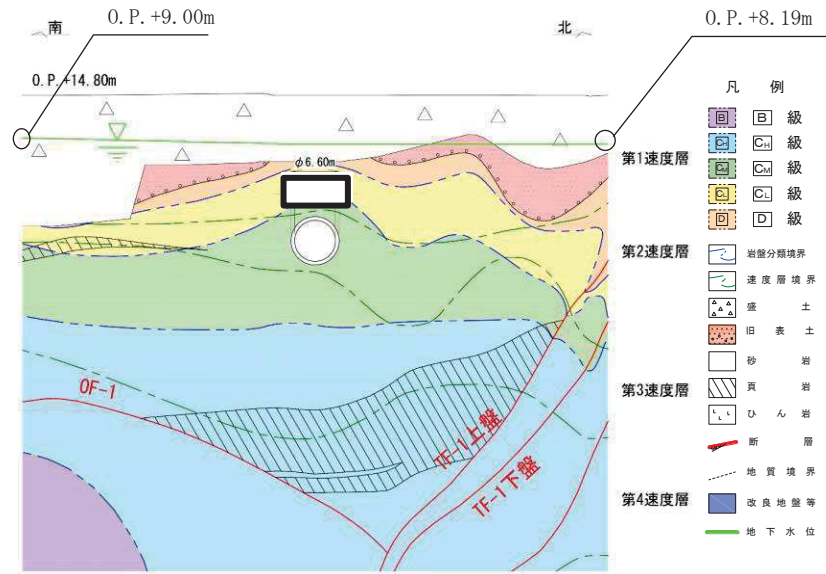 O.P.+9.00m
O.P.+8.19m
南
北
O.P.+14.80m
φ6.60m
OF-1
TF-1上盤
TF-1下盤
第1速度層
第2速度層
第3速度層
第4速度層
凡 例
B B 級
CH CH 級
CM CM 級
CL CL 級
D D 級
岩盤分類境界
速度層境界
盛 土
旧 表 土
砂 岩
頁 岩
ひ ん 岩
断 層
地 質 境 界
改 良 地 盤 等
地 下 水 位